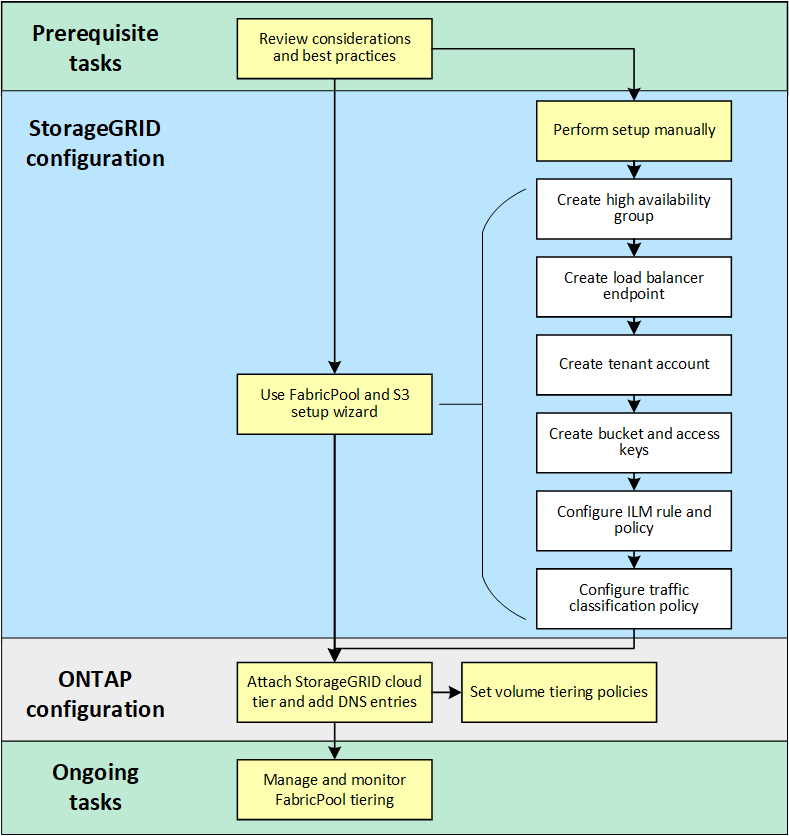 Prerequisite
tasks
Review considerations
and best practices
StorageGRID
configuration
Perform setup manually
Create high availability
group
Create load balancer
endpoint
Create tenant account
Use FabricPool and S3
setup wizard
Create bucket and access
keys
Configure ILM rule and
policy
Configure traffic
classification policy
ONTAP
configuration
Attach StorageGRID cloud
tier and add DNS entries
Set volume tiering policies
Ongoing
tasks
Manage and monitor
FabricPool tiering